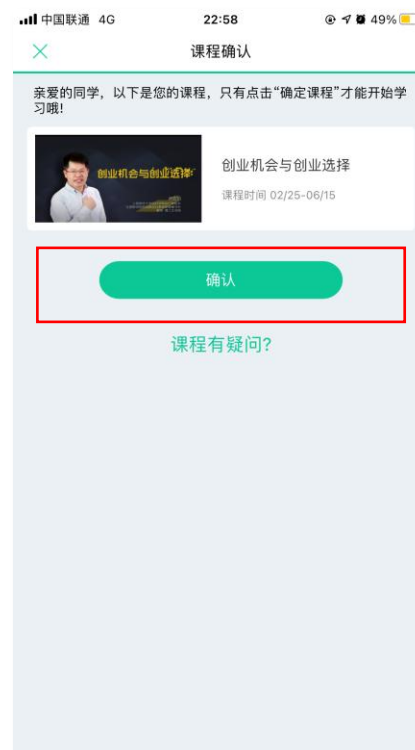 中国联通 4G 22:58 49%
课程确认
亲爱的同学，以下是您的课程，只有点击“确定课程”才能开始学
习哦!
创业机会与创业选择
创业机会与创业选择
课程时间 02/25-06/15
确认
课程有疑问?